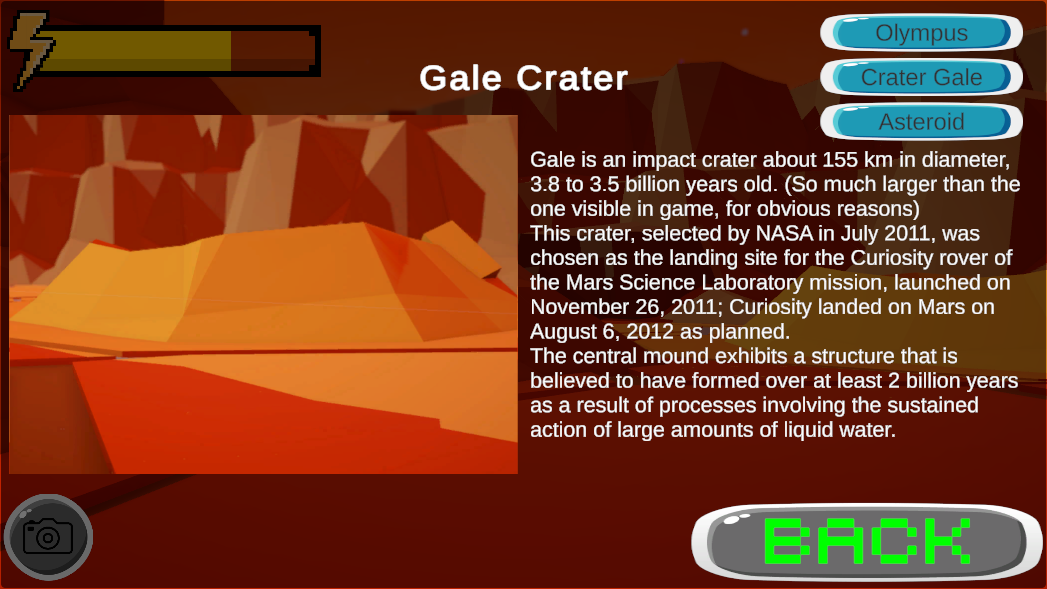 Olympus
Gale Crater
Crater Gale
Asteroid
Gale is an impact crater about 155 km in diameter,
3.8 to 3.5 billion years old. (So much larger than the
one visible in game, for obvious reasons)
This crater, selected by NASA in July 2011, was
chosen as the landing site for the Curiosity rover of
the Mars Science Laboratory mission, launched on
November 26, 2011; Curiosity landed on Mars on
August 6, 2012 as planned.
The central mound exhibits a structure that is
believed to have formed over at least 2 billion years
as a result of processes involving the sustained
action of large amounts of liquid water.
BACK